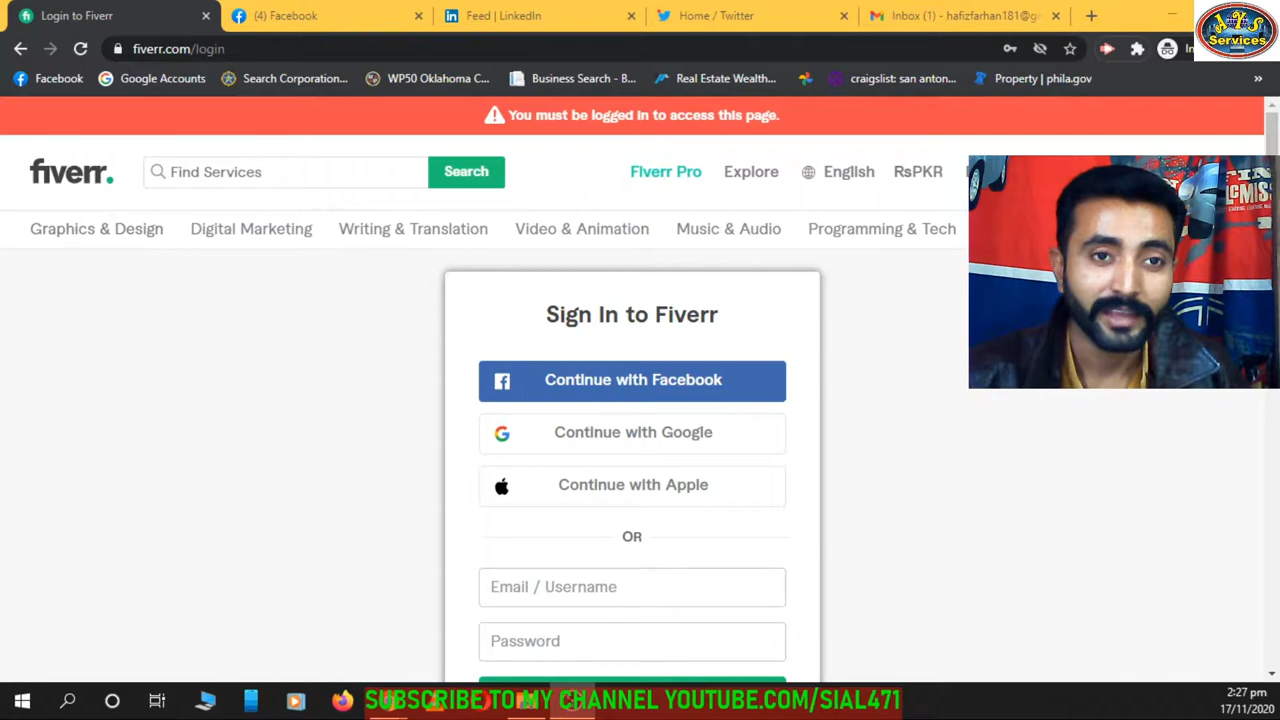 Login to Fiverr
(4) Facebook
Feed | LinkedIn
Home / Twitter
Inbox (1) - hafizfarhan181@g
fiverr.com/login
AYS
Services
Facebook
Google Accounts
Search Corporation...
WP50 Oklahoma C...
Business Search - B...
Real Estate Wealth...
craigslist: san anton...
Property | phila.gov
»
You must be logged in to access this page.
fiverr.
Find Services
Search
Fiverr Pro
Explore
English
RsPKR
Graphics & Design
Digital Marketing
Writing & Translation
Video & Animation
Music & Audio
Programming & Tech
Sign In to Fiverr
Continue with Facebook
Continue with Google
Continue with Apple
OR
Email / Username
Password
SUBSCRIBE TO MY CHANNEL YOUTUBE.COM/SIAL471
2:27 pm
17/11/2020